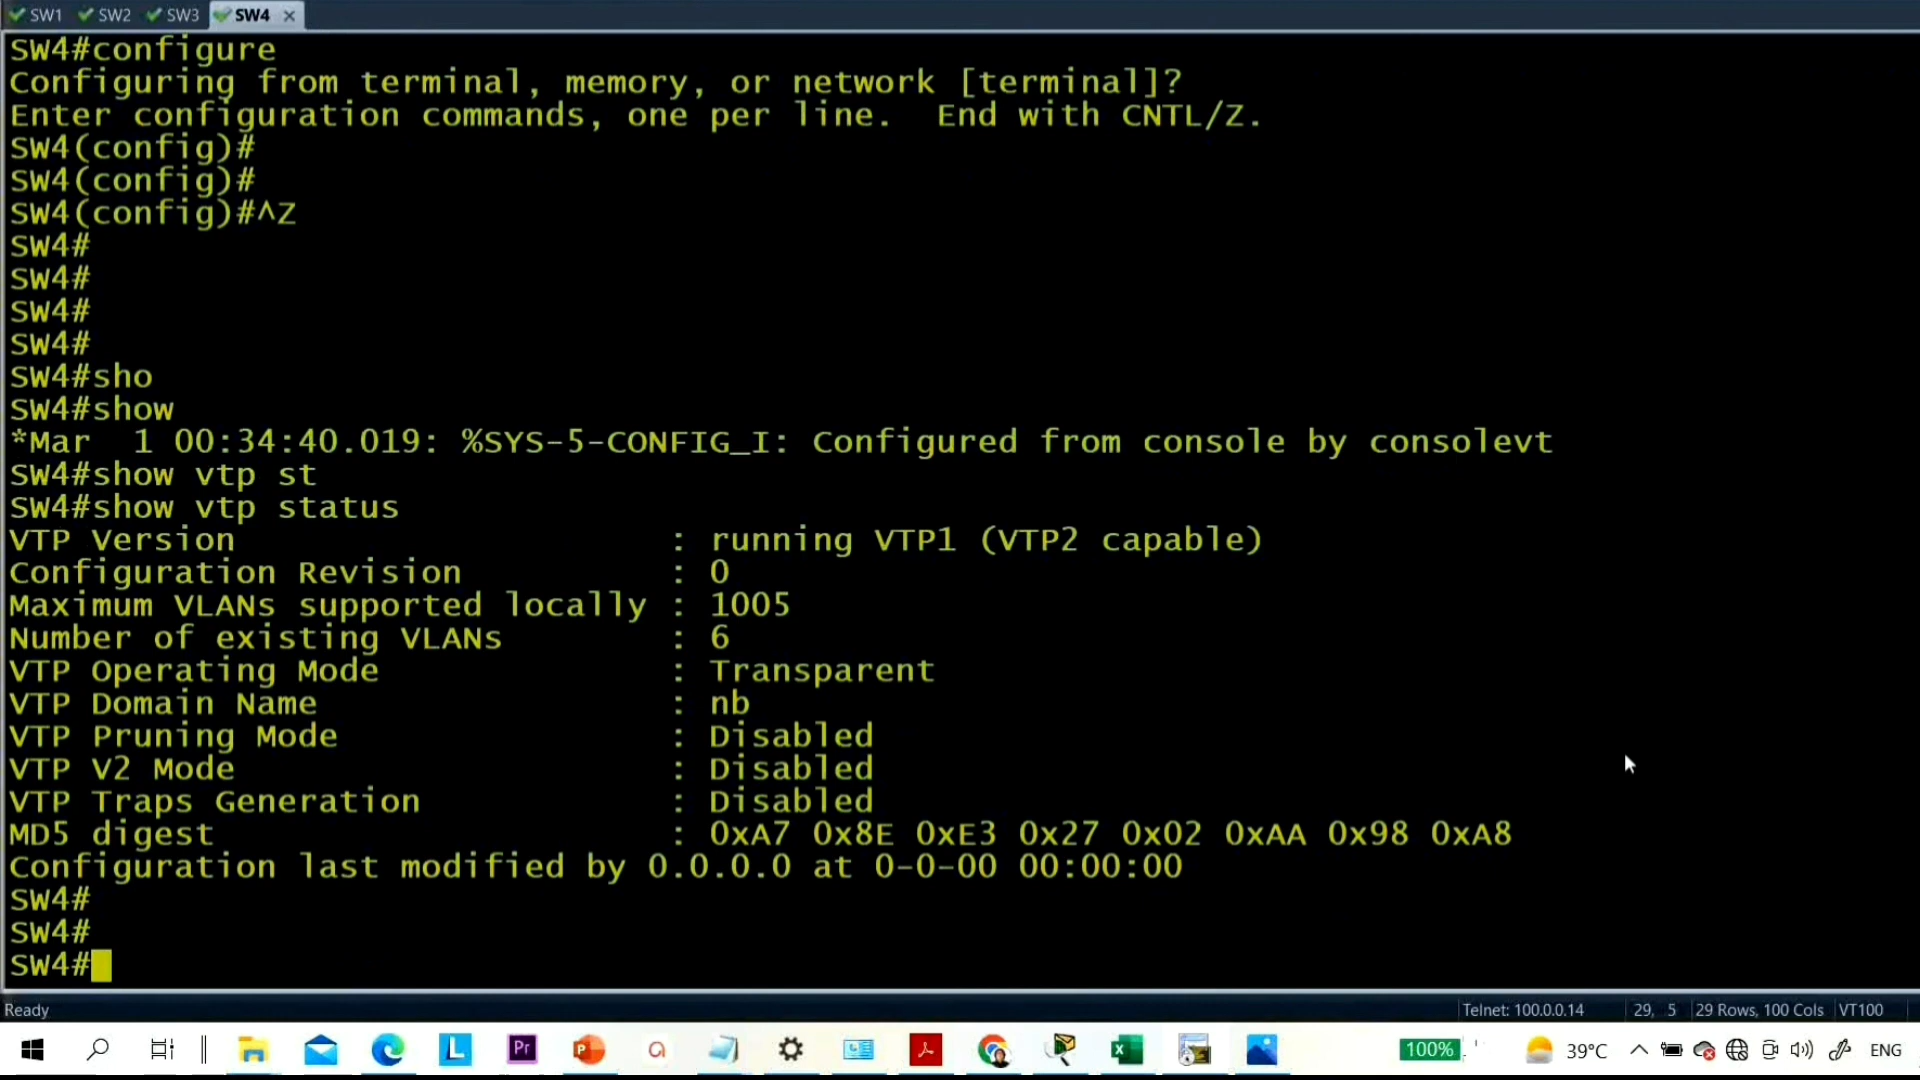 SW1 SW2 SW3 SW4
SW4#configure
Configuring from terminal, memory, or network [terminal]?
Enter configuration commands, one per line.  End with CNTL/Z.
SW4(config)#
SW4(config)#
SW4(config)#^Z
SW4#
SW4#
SW4#
SW4#
SW4#sho
SW4#show
*Mar  1 00:34:40.019: %SYS-5-CONFIG_I: Configured from console by consolevt
SW4#show vtp st
SW4#show vtp status
VTP Version                     : running VTP1 (VTP2 capable)
Configuration Revision          : 0
Maximum VLANs supported locally : 1005
Number of existing VLANs        : 6
VTP Operating Mode              : Transparent
VTP Domain Name                 : nb
VTP Pruning Mode                : Disabled
VTP V2 Mode                     : Disabled
VTP Traps Generation            : Disabled
MD5 digest                      : 0xA7 0x8E 0xE3 0x27 0x02 0xAA 0x98 0xA8
Configuration last modified by 0.0.0.0 at 0-0-00 00:00:00
SW4#
SW4#
SW4#
Ready Telnet: 100.0.0.14 29, 5 29 Rows, 100 Cols VT100
L Pr P a X 100% 39°C ENG